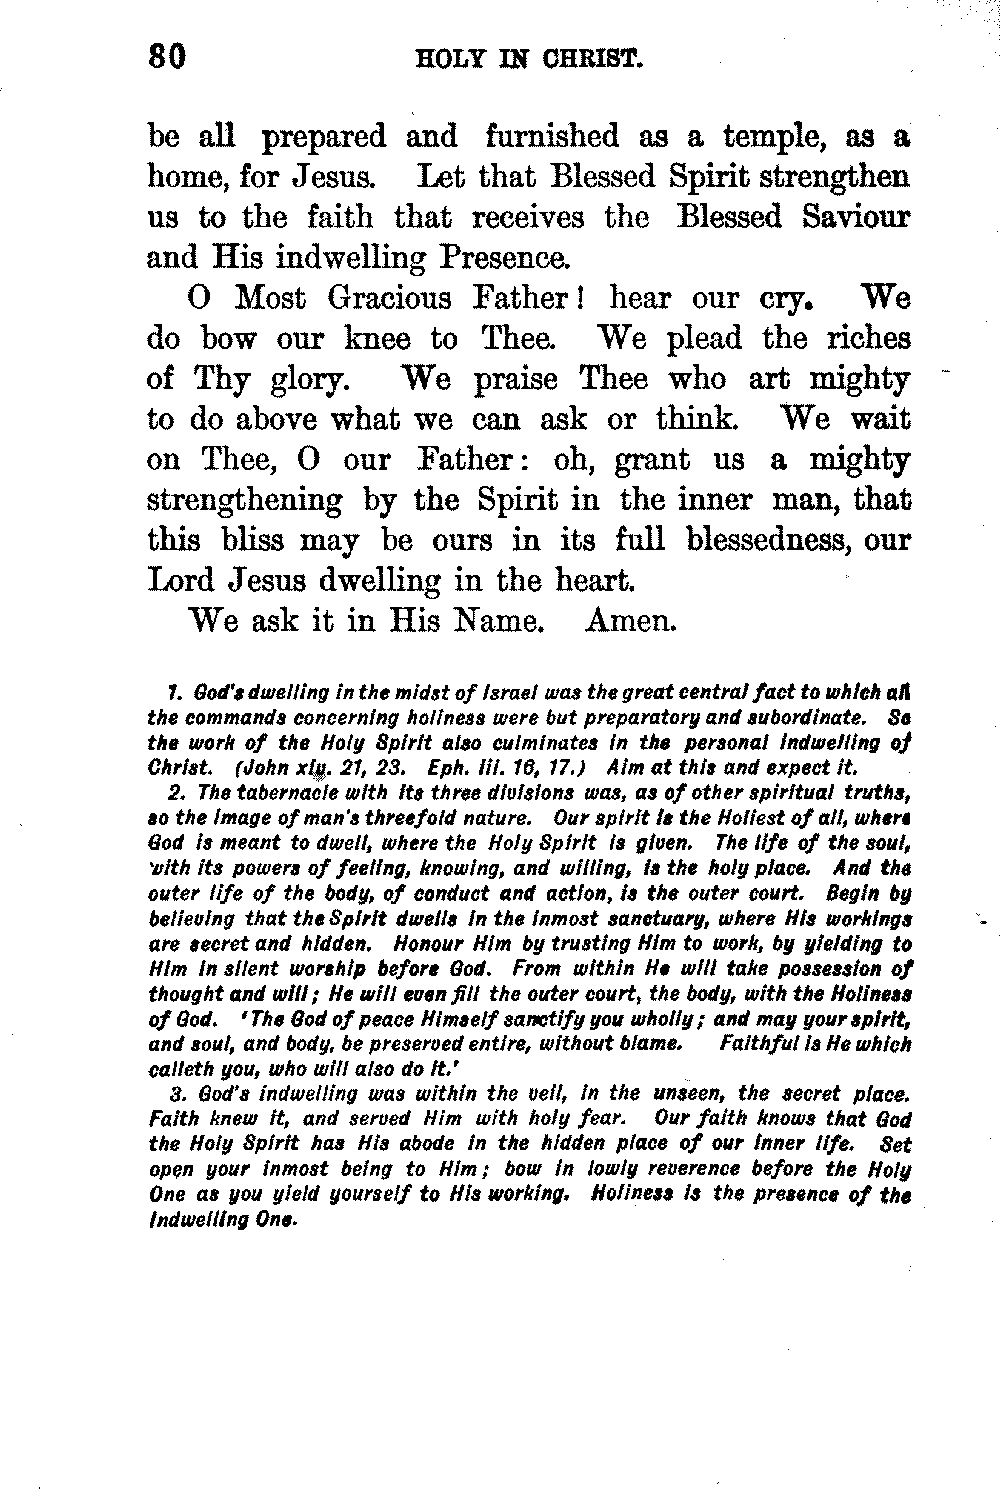 80 HOLY IN CHRIST.
be all prepared and furnished as a temple, as a
home, for Jesus. Let that Blessed Spirit strengthen
us to the faith that receives the Blessed Saviour
and His indwelling Presence.
O Most Gracious Father! hear our cry. We
do bow our knee to Thee. We plead the riches
of Thy glory. We praise Thee who art mighty
to do above what we can ask or think. We wait
on Thee, O our Father: oh, grant us a mighty
strengthening by the Spirit in the inner man, that
this bliss may be ours in its full blessedness, our
Lord Jesus dwelling in the heart.
We ask it in His Name. Amen.
1. God's dwelling in the midst of Israel was the great central fact to which all
the commands concerning holiness were but preparatory and subordinate. So
the work of the Holy Spirit also culminates in the personal indwelling of
Christ. (John xiv. 21, 23. Eph. iii. 16, 17.) Aim at this and expect it.
2. The tabernacle with its three divisions was, as of other spiritual truths,
so the image of man's threefold nature. Our spirit is the Holiest of all, where
God is meant to dwell, where the Holy Spirit is given. The life of the soul,
with its powers of feeling, knowing, and willing, is the holy place. And the
outer life of the body, of conduct and action, is the outer court. Begin by
believing that the Spirit dwells in the inmost sanctuary, where His workings
are secret and hidden. Honour Him by trusting Him to work, by yielding to
Him in silent worship before God. From within He will take possession of
thought and will; He will even fill the outer court, the body, with the Holiness
of God. 'The God of peace Himself sanctify you wholly; and may your spirit,
and soul, and body, be preserved entire, without blame. Faithful is He which
calleth you, who will also do it.'
3. God's indwelling was within the veil, in the unseen, the secret place.
Faith knew it, and served Him with holy fear. Our faith knows that God
the Holy Spirit has His abode in the hidden place of our inner life. Set
open your inmost being to Him; bow in lowly reverence before the Holy
One as you yield yourself to His working. Holiness is the presence of the
Indwelling One.